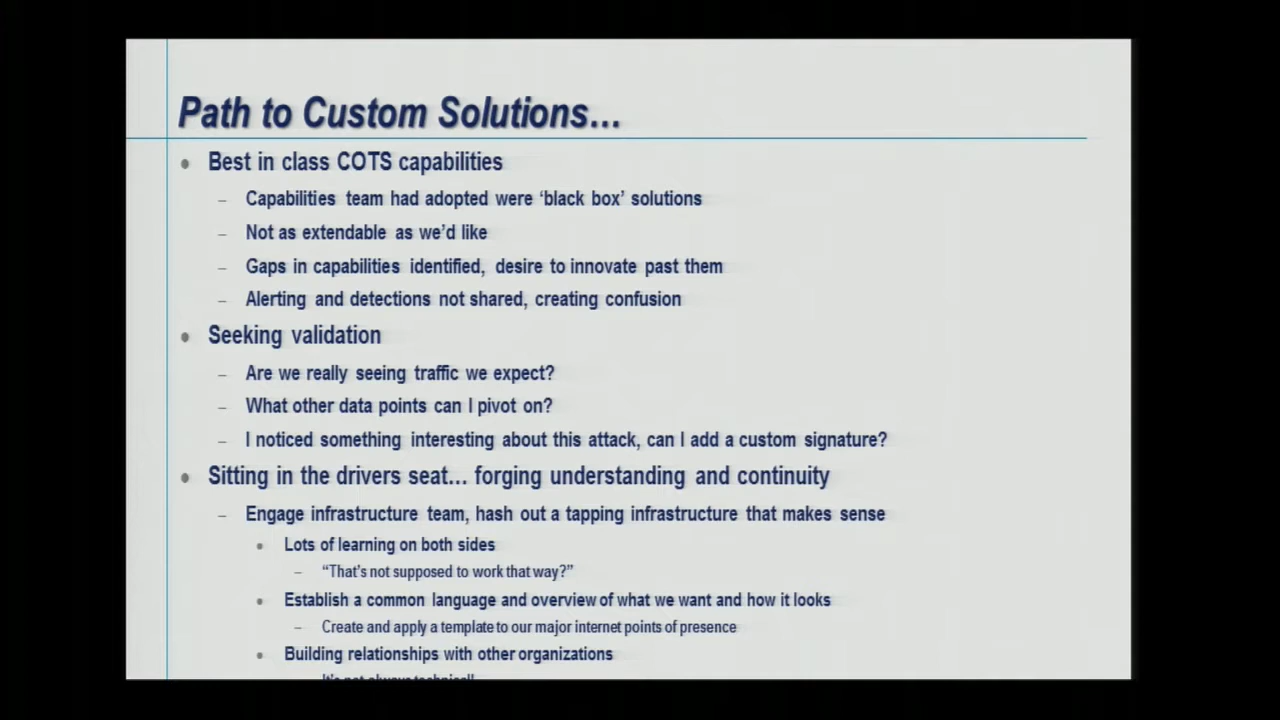 Path to Custom Solutions…
Best in class COTS capabilities
Capabilities team had adopted were ‘black box’ solutions
Not as extendable as we’d like
Gaps in capabilities identified, desire to innovate past them
Alerting and detections not shared, creating confusion
Seeking validation
Are we really seeing traffic we expect?
What other data points can I pivot on?
I noticed something interesting about this attack, can I add a custom signature?
Sitting in the drivers seat… forging understanding and continuity
Engage infrastructure team, hash out a tapping infrastructure that makes sense
Lots of learning on both sides
“That’s not supposed to work that way?”
Establish a common language and overview of what we want and how it looks
Create and apply a template to our major internet points of presence
Building relationships with other organizations
It’s not always technical!